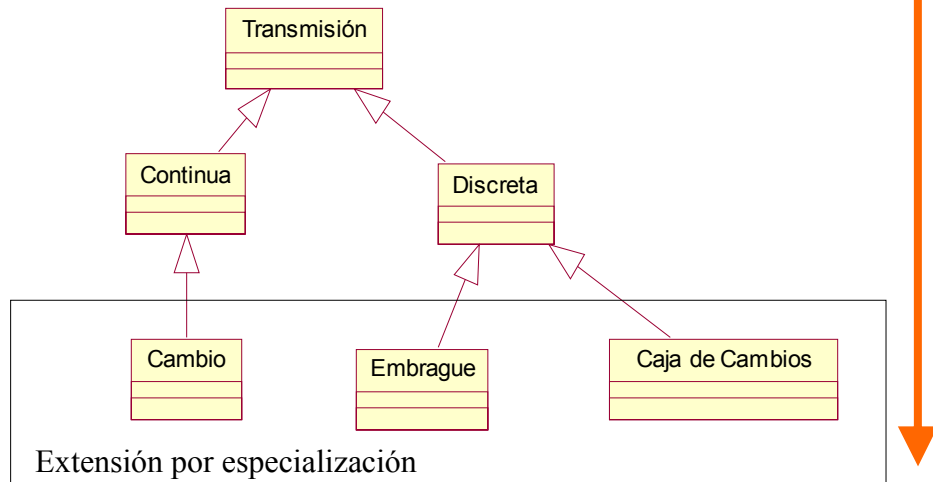 Transmisión
Continua
Discreta
Cambio
Embrague
Caja de Cambios
Extensión por especialización